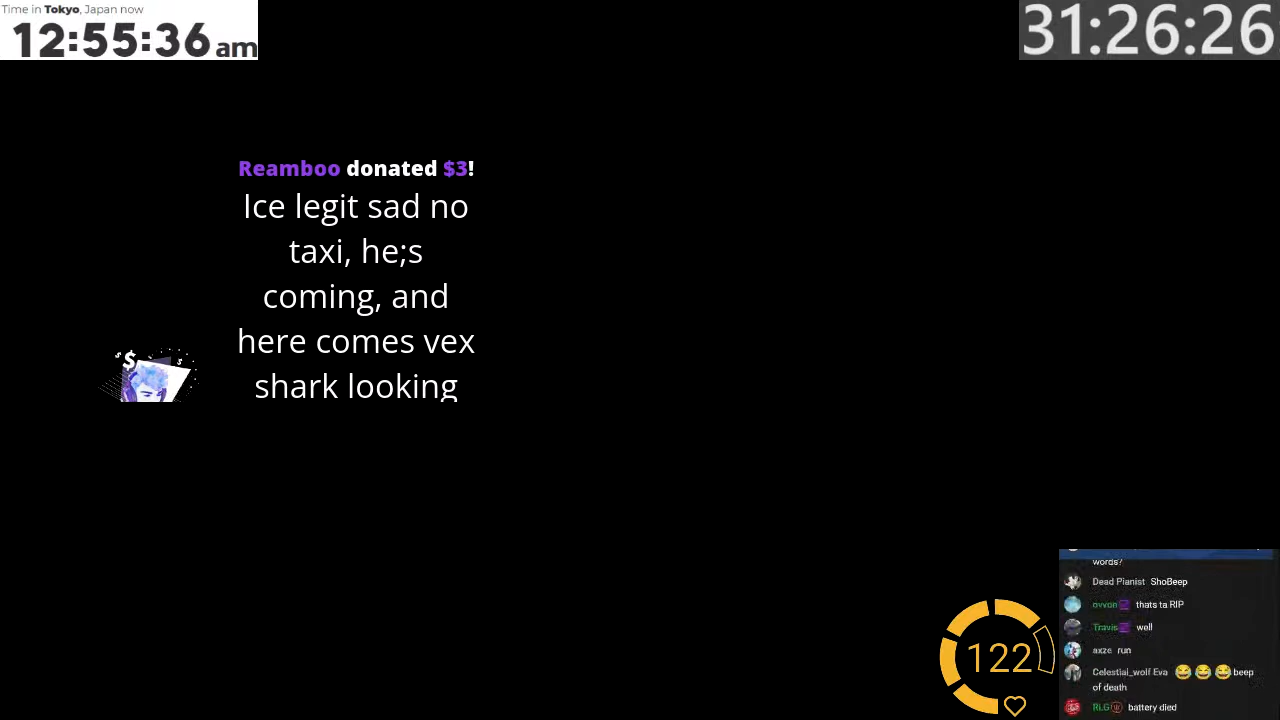 Time in Tokyo, Japan now
12:55:36 am
31:26:26
Reamboo donated $3!
Ice legit sad no
taxi, he;s
coming, and
here comes vex
shark looking
122
words?
Dead Pianist ShoBeep
ovvon thats ta RIP
Travis well
axze run
Celestial_wolf Eva 😂😂😂 beep
of death
RLG battery died